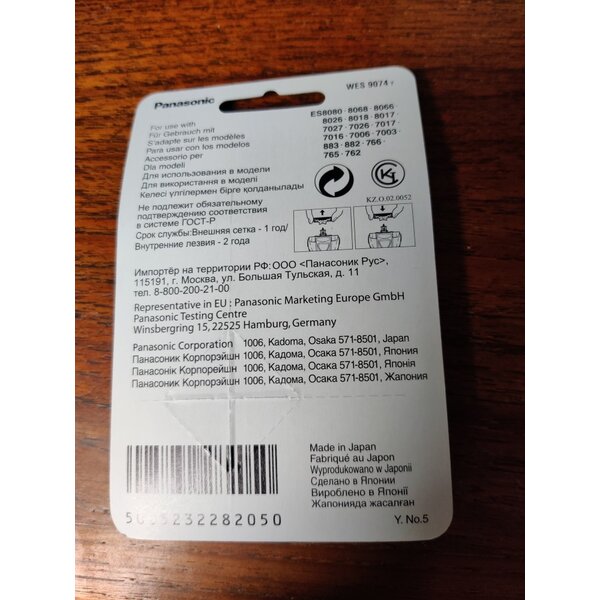 Panasonic
WES 9074 Y
For use with
Für Gebrauch mit
S'adapte sur les modèles
Para usar con los modelos
Accessorio per
Dla modeli
Для использования в модели
Для використання в моделі
Келесі үлгілермен бірге қолданылады
ES8080 · 8068 · 8066 ·
8026 · 8018 · 8017 ·
7027 · 7026 · 7017 ·
7016 · 7006 · 7003 ·
883 · 882 · 766 ·
765 · 762
Не подлежит обязательному
подтверждению соответствия
в системе ГОСТ-Р
KZ.O.02.0052
Срок службы:Внешняя сетка - 1 год/
Внутренние лезвия - 2 года
Импортёр на территории РФ:ООО <Панасоник Рус>,
115191, г. Москва, ул. Большая Тульская, д. 11
тел. 8-800-200-21-00
Representative in EU : Panasonic Marketing Europe GmbH
Panasonic Testing Centre
Winsbergring 15, 22525 Hamburg, Germany
Panasonic Corporation 1006, Kadoma, Osaka 571-8501, Japan
Панасоник Корпорэйшн 1006, Кадома, Осака 571-8501, Япония
Панасонік Корпорейшн 1006, Кадома, Осака 571-8501, Японія
Панасоник Корпорэйшн 1006, Кадома, Осака 571-8501, Жапония
Made in Japan
Fabriqué au Japon
Wyprodukowano w Japonii
Сделано в Японии
Вироблено в Японії
Жапонияда жасалған
232282050
Y. No.5